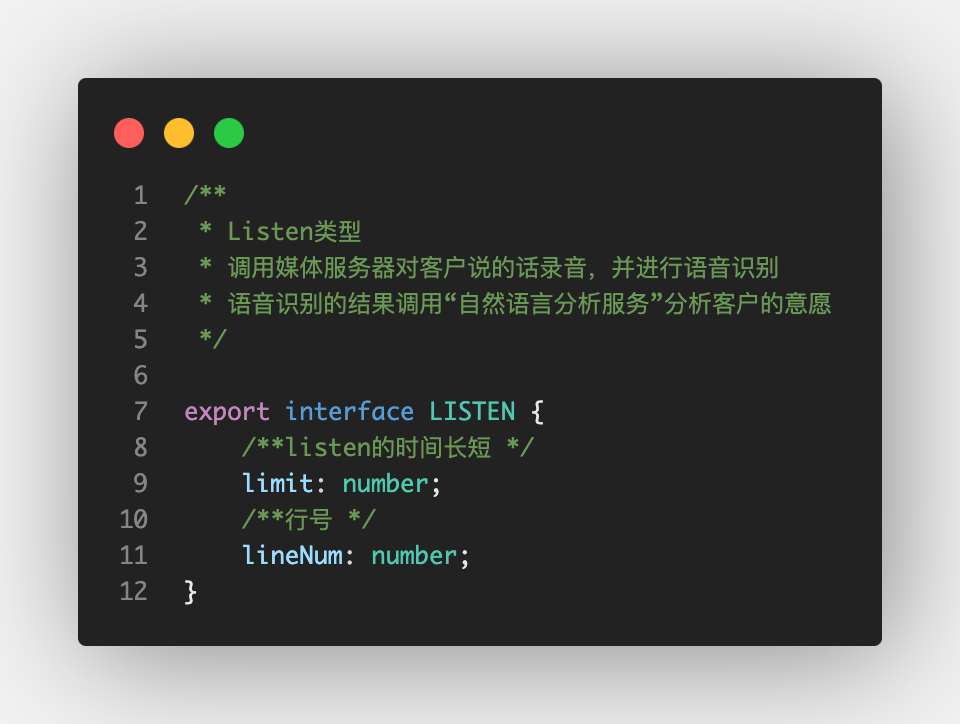 1 /**
2  * Listen类型
3  * 调用媒体服务器对客户说的话录音，并进行语音识别
4  * 语音识别的结果调用“自然语言分析服务”分析客户的意愿
5  */
6
7 export interface LISTEN {
8     /**listen的时间长短 */
9     limit: number;
10     /**行号 */
11     lineNum: number;
12 }